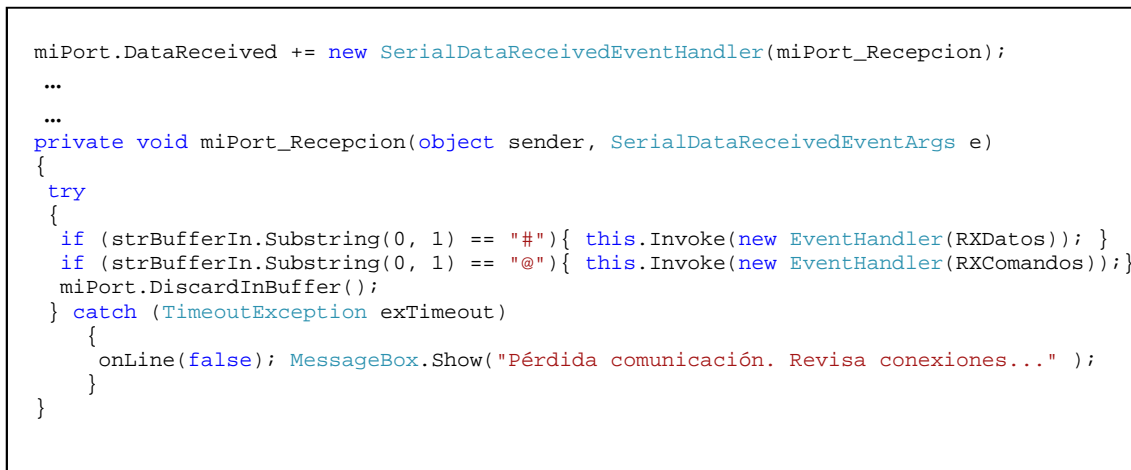 miPort.DataReceived += new SerialDataReceivedEventHandler(miPort_Recepcion);
…
…
private void miPort_Recepcion(object sender, SerialDataReceivedEventArgs e)
{
try
{
if (strBufferIn.Substring(0, 1) == "#"){ this.Invoke(new EventHandler(RXDatos)); }
if (strBufferIn.Substring(0, 1) == "@"){ this.Invoke(new EventHandler(RXComandos));}
miPort.DiscardInBuffer();
} catch (TimeoutException exTimeout)
{
onLine(false); MessageBox.Show("Pérdida comunicación. Revisa conexiones..." );
}
}